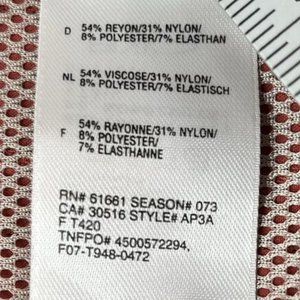 D 54% REYON/31% NYLON/
8% POLYESTER/7% ELASTHAN
NL 54% VISCOSE/31% NYLON/
8% POLYESTER/7% ELASTISCH
F 54% RAYONNE/31% NYLON/
8% POLYESTER/
7% ELASTHANNE
RN# 61661 SEASON# 073
CA# 30516 STYLE# AP3A
F T420
TNFPO# 4500572294,
F07-T948-0472